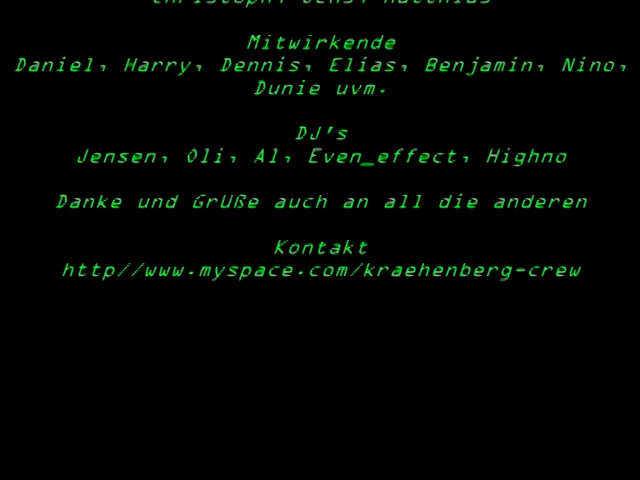 Mitwirkende
Daniel, Harry, Dennis, Elias, Benjamin, Nino,
Dunie uvm.
DJ's
Jensen, Oli, Al, Even_effect, Highno
Danke und GrUße auch an all die anderen
Kontakt
http//www.myspace.com/kraehenberg-crew